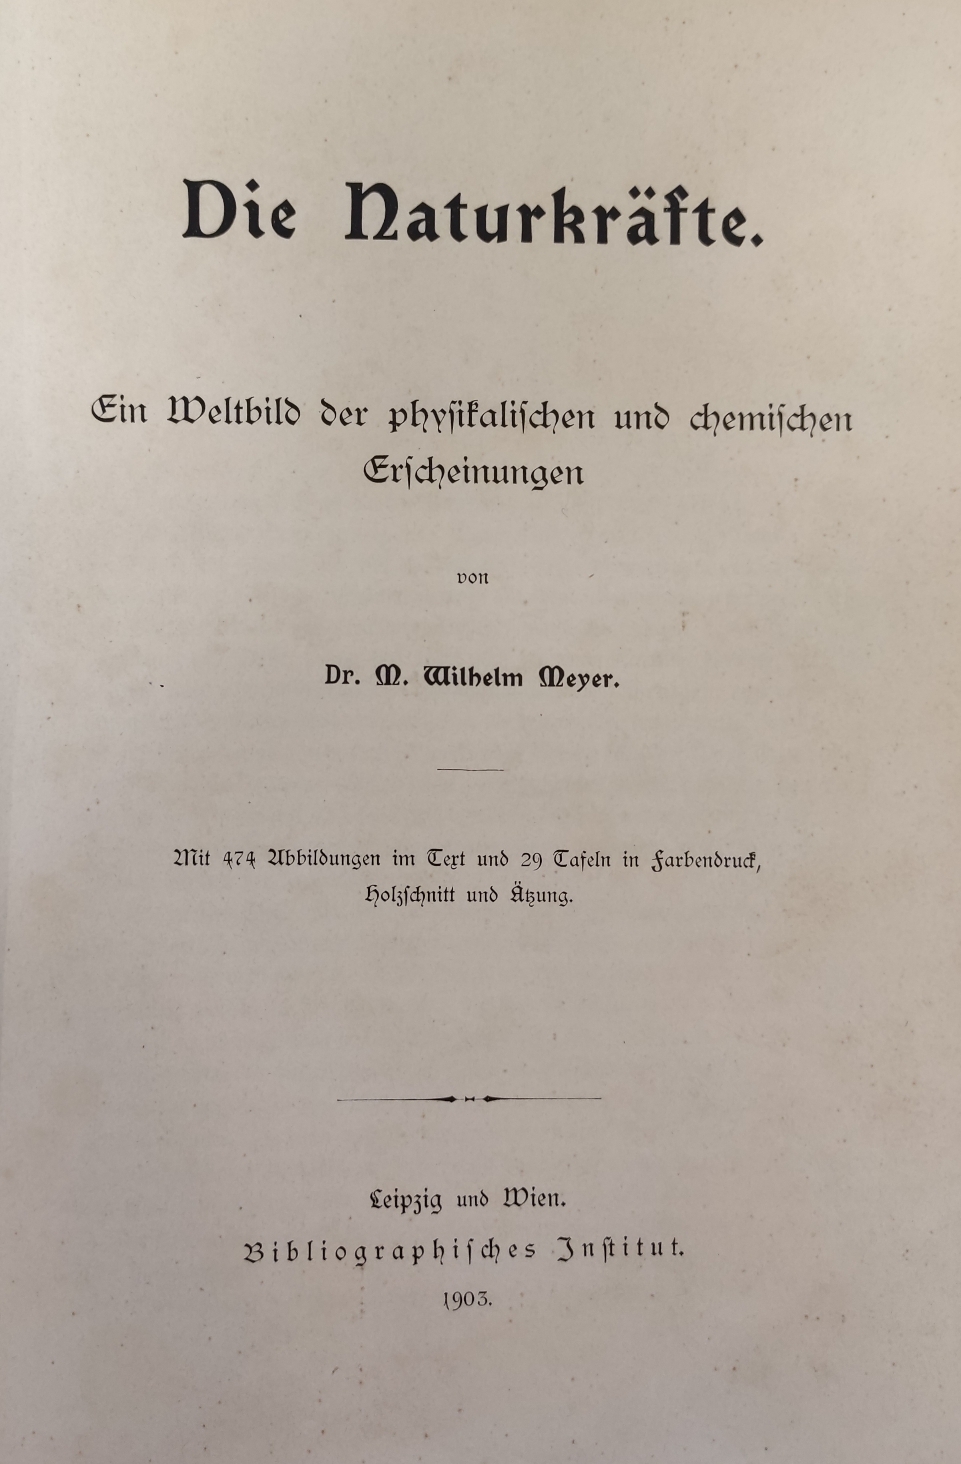 Die Naturkräfte.
Ein Weltbild der phyſikaliſchen und chemiſchen
Erſcheinungen
von
Dr. M. Wilhelm Meyer.
Mit 474 Abbildungen im Text und 29 Tafeln in Farbendruck,
Holzſchnitt und Ätzung.
Leipzig und Wien.
Bibliographiſches Inſtitut.
1903.